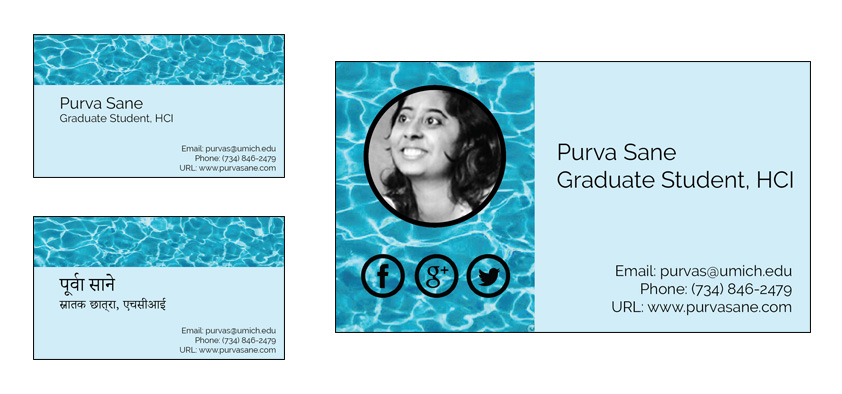 Purva Sane
Graduate Student, HCI
Email: purvas@umich.edu
Phone: (734) 846-2479
URL: www.purvasane.com
पूर्वा साने
स्नातक छात्रा, एचसीआई
Email: purvas@umich.edu
Phone: (734) 846-2479
URL: www.purvasane.com
f g+
Purva Sane
Graduate Student, HCI
Email: purvas@umich.edu
Phone: (734) 846-2479
URL: www.purvasane.com